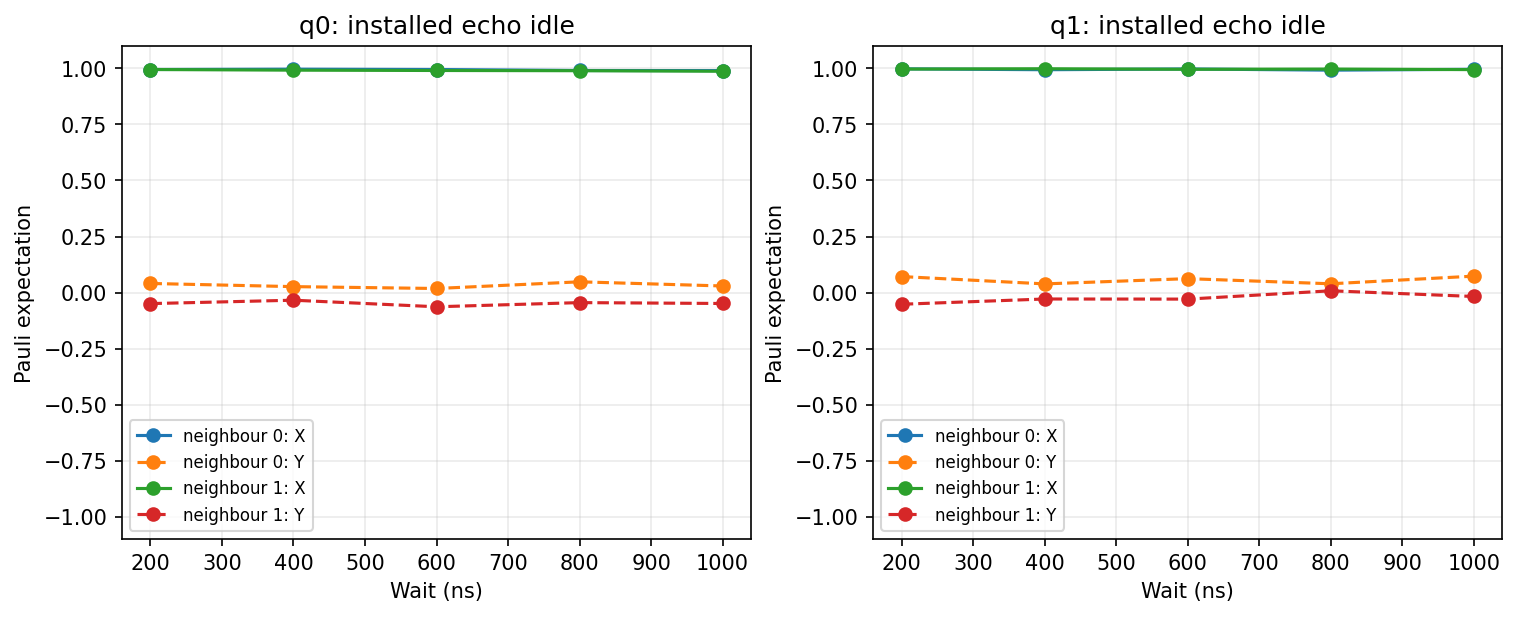 q0: installed echo idle
Pauli expectation
1.00
0.75
0.50
0.25
0.00
−0.25
−0.50
−0.75
−1.00
neighbour 0: X
neighbour 0: Y
neighbour 1: X
neighbour 1: Y
200 300 400 500 600 700 800 900 1000
Wait (ns)
q1: installed echo idle
Pauli expectation
1.00
0.75
0.50
0.25
0.00
−0.25
−0.50
−0.75
−1.00
neighbour 0: X
neighbour 0: Y
neighbour 1: X
neighbour 1: Y
200 300 400 500 600 700 800 900 1000
Wait (ns)